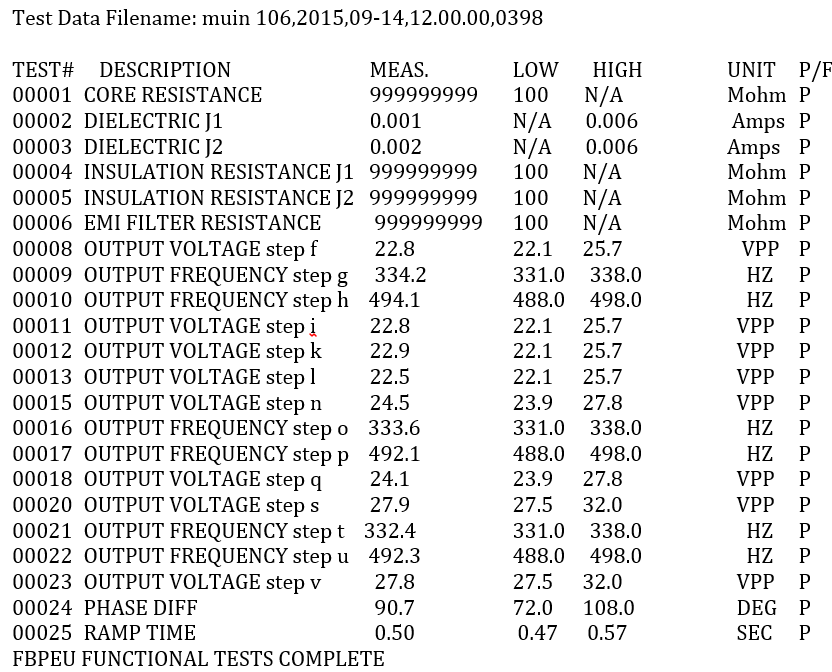 Test Data Filename: muin 106,2015,09-14,12.00.00,0398
TEST# DESCRIPTION MEAS. LOW HIGH UNIT P/F
00001 CORE RESISTANCE 999999999 100 N/A Mohm P
00002 DIELECTRIC J1 0.001 N/A 0.006 Amps P
00003 DIELECTRIC J2 0.002 N/A 0.006 Amps P
00004 INSULATION RESISTANCE J1 999999999 100 N/A Mohm P
00005 INSULATION RESISTANCE J2 999999999 100 N/A Mohm P
00006 EMI FILTER RESISTANCE 999999999 100 N/A Mohm P
00008 OUTPUT VOLTAGE step f 22.8 22.1 25.7 VPP P
00009 OUTPUT FREQUENCY step g 334.2 331.0 338.0 HZ P
00010 OUTPUT FREQUENCY step h 494.1 488.0 498.0 HZ P
00011 OUTPUT VOLTAGE step i 22.8 22.1 25.7 VPP P
00012 OUTPUT VOLTAGE step k 22.9 22.1 25.7 VPP P
00013 OUTPUT VOLTAGE step l 22.5 22.1 25.7 VPP P
00015 OUTPUT VOLTAGE step n 24.5 23.9 27.8 VPP P
00016 OUTPUT FREQUENCY step o 333.6 331.0 338.0 HZ P
00017 OUTPUT FREQUENCY step p 492.1 488.0 498.0 HZ P
00018 OUTPUT VOLTAGE step q 24.1 23.9 27.8 VPP P
00020 OUTPUT VOLTAGE step s 27.9 27.5 32.0 VPP P
00021 OUTPUT FREQUENCY step t 332.4 331.0 338.0 HZ P
00022 OUTPUT FREQUENCY step u 492.3 488.0 498.0 HZ P
00023 OUTPUT VOLTAGE step v 27.8 27.5 32.0 VPP P
00024 PHASE DIFF 90.7 72.0 108.0 DEG P
00025 RAMP TIME 0.50 0.47 0.57 SEC P
FBPEU FUNCTIONAL TESTS COMPLETE